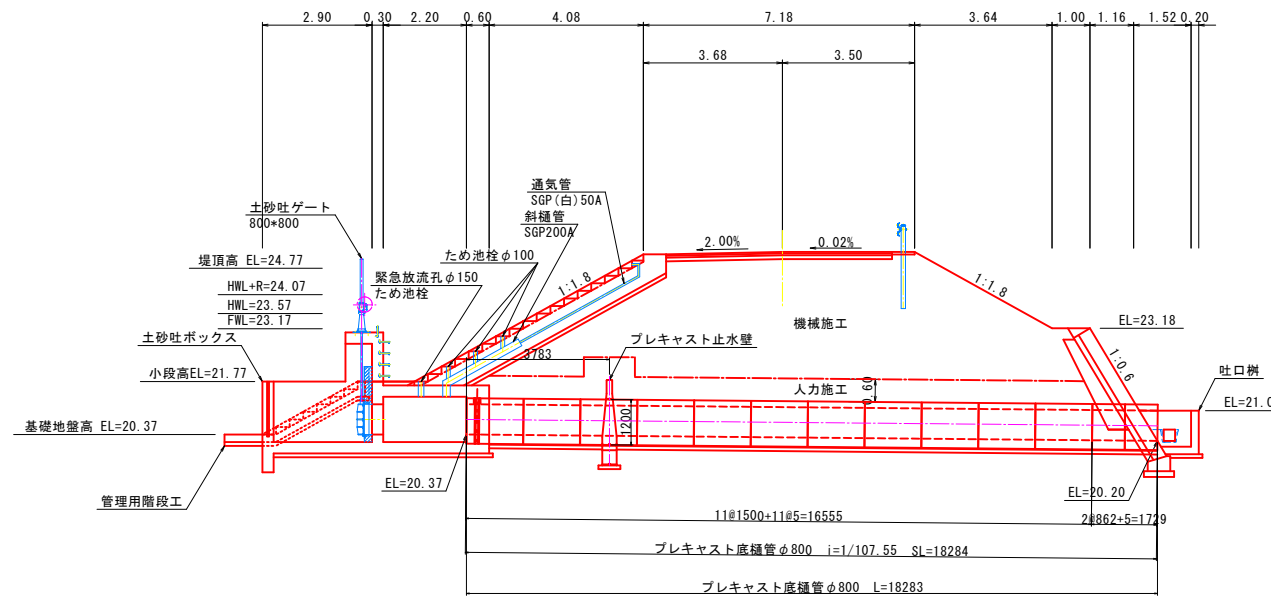 2.90 0.30 2.20 0.60 4.08 7.18 3.64 1.00 1.16 1.52 0.20
3.68 3.50
通気管
SGP(白)50A
斜樋管
SGP200A
土砂吐ゲート
800*800
2.00% 0.02%
ため池栓φ100
堤頂高 EL=24.77
緊急放流孔φ150
ため池栓
1:1.8
1:1.8
HWL+R=24.07
HWL=23.57
FWL=23.17
機械施工
EL=23.18
土砂吐ボックス
プレキャスト止水壁
3783
小段高EL=21.77
1:0.6
吐口桝
人力施工
0.60
EL=21.0
基礎地盤高 EL=20.37
1200
EL=20.37
EL=20.20
管理用階段工
11@1500+11@5=16555
2@862+5=1729
プレキャスト底樋管φ800 i=1/107.55 SL=18284
プレキャスト底樋管φ800 L=18283